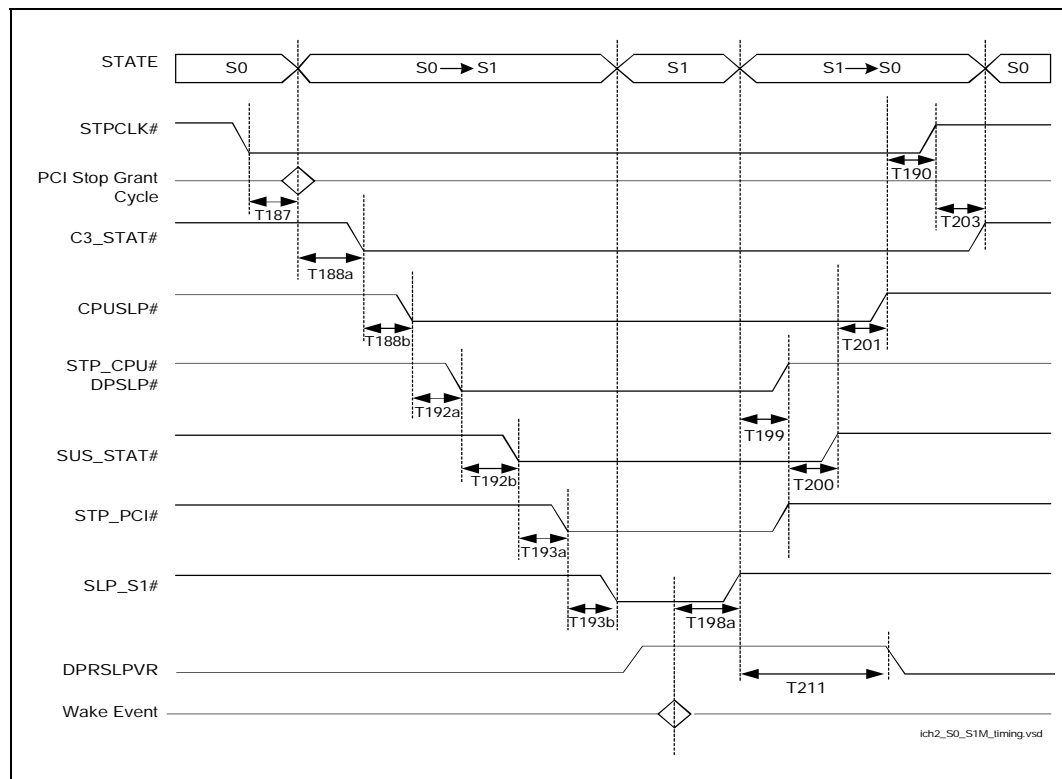 STATE
S0
S0 → S1
S1
S1 → S0
S0
STPCLK#
T190
PCI Stop Grant
Cycle
T187
T203
C3_STAT#
T188a
CPUSLP#
T188b
T201
STP_CPU#
DPSLP#
T192a
T199
SUS_STAT#
T192b
T200
STP_PCI#
T193a
SLP_S1#
T193b
T198a
DPRSLPVR
T211
Wake Event
ich2_S0_S1M_timing.vsd